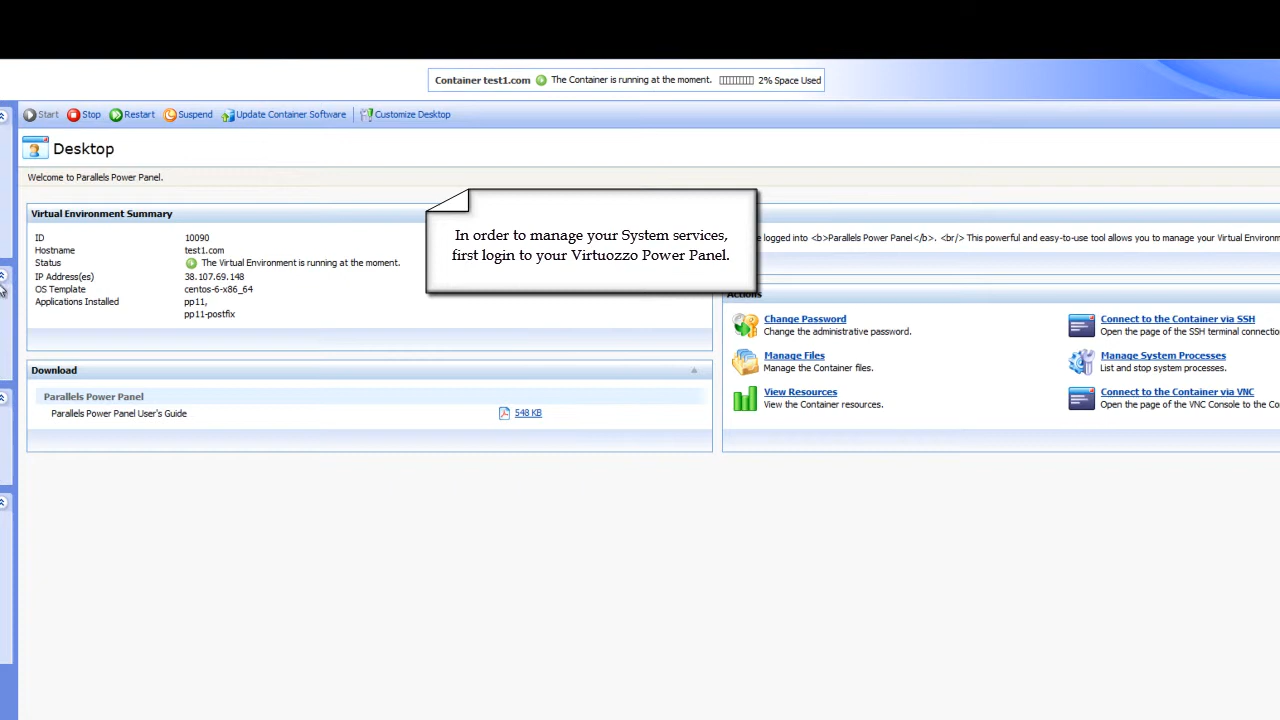 Container test1.com The Container is running at the moment. 2% Space Used
Start Stop Restart Suspend Update Container Software Customize Desktop
Desktop
Welcome to Parallels Power Panel.
Virtual Environment Summary
ID 10090
Hostname test1.com
Status The Virtual Environment is running at the moment.
IP Address(es) 38.107.69.148
OS Template centos-6-x86_64
Applications Installed pp11,
pp11-postfix
Download
Parallels Power Panel
Parallels Power Panel User's Guide 548 KB
In order to manage your System services,
first login to your Virtuozzo Power Panel.
logged into <b>Parallels Power Panel</b>. <br/> This powerful and easy-to-use tool allows you to manage your Virtual Environm
Actions
Change Password
Change the administrative password.
Connect to the Container via SSH
Open the page of the SSH terminal connectio
Manage Files
Manage the Container files.
Manage System Processes
List and stop system processes.
View Resources
View the Container resources.
Connect to the Container via VNC
Open the page of the VNC Console to the Co